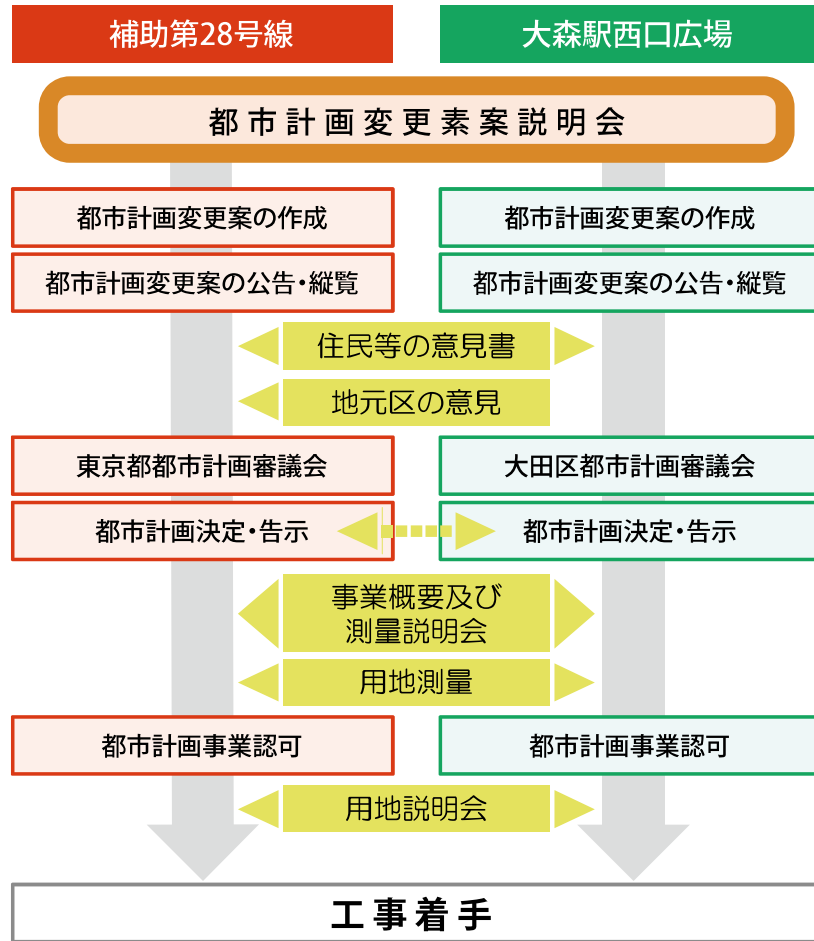 補助第28号線
大森駅西口広場
都市計画変更素案説明会
都市計画変更案の作成
都市計画変更案の作成
都市計画変更案の公告・縦覧
都市計画変更案の公告・縦覧
住民等の意見書
地元区の意見
東京都都市計画審議会
大田区都市計画審議会
都市計画決定・告示
都市計画決定・告示
事業概要及び
測量説明会
用地測量
都市計画事業認可
都市計画事業認可
用地説明会
工事着手